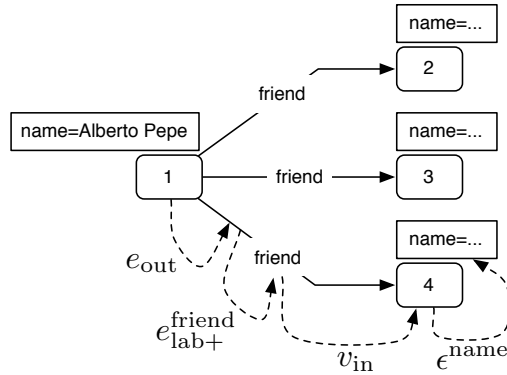 name=...
2
friend
name=Alberto Pepe
name=...
1
friend
3
name=...
friend
4
e_out
e_lab+^friend
v_in
ϵ^name